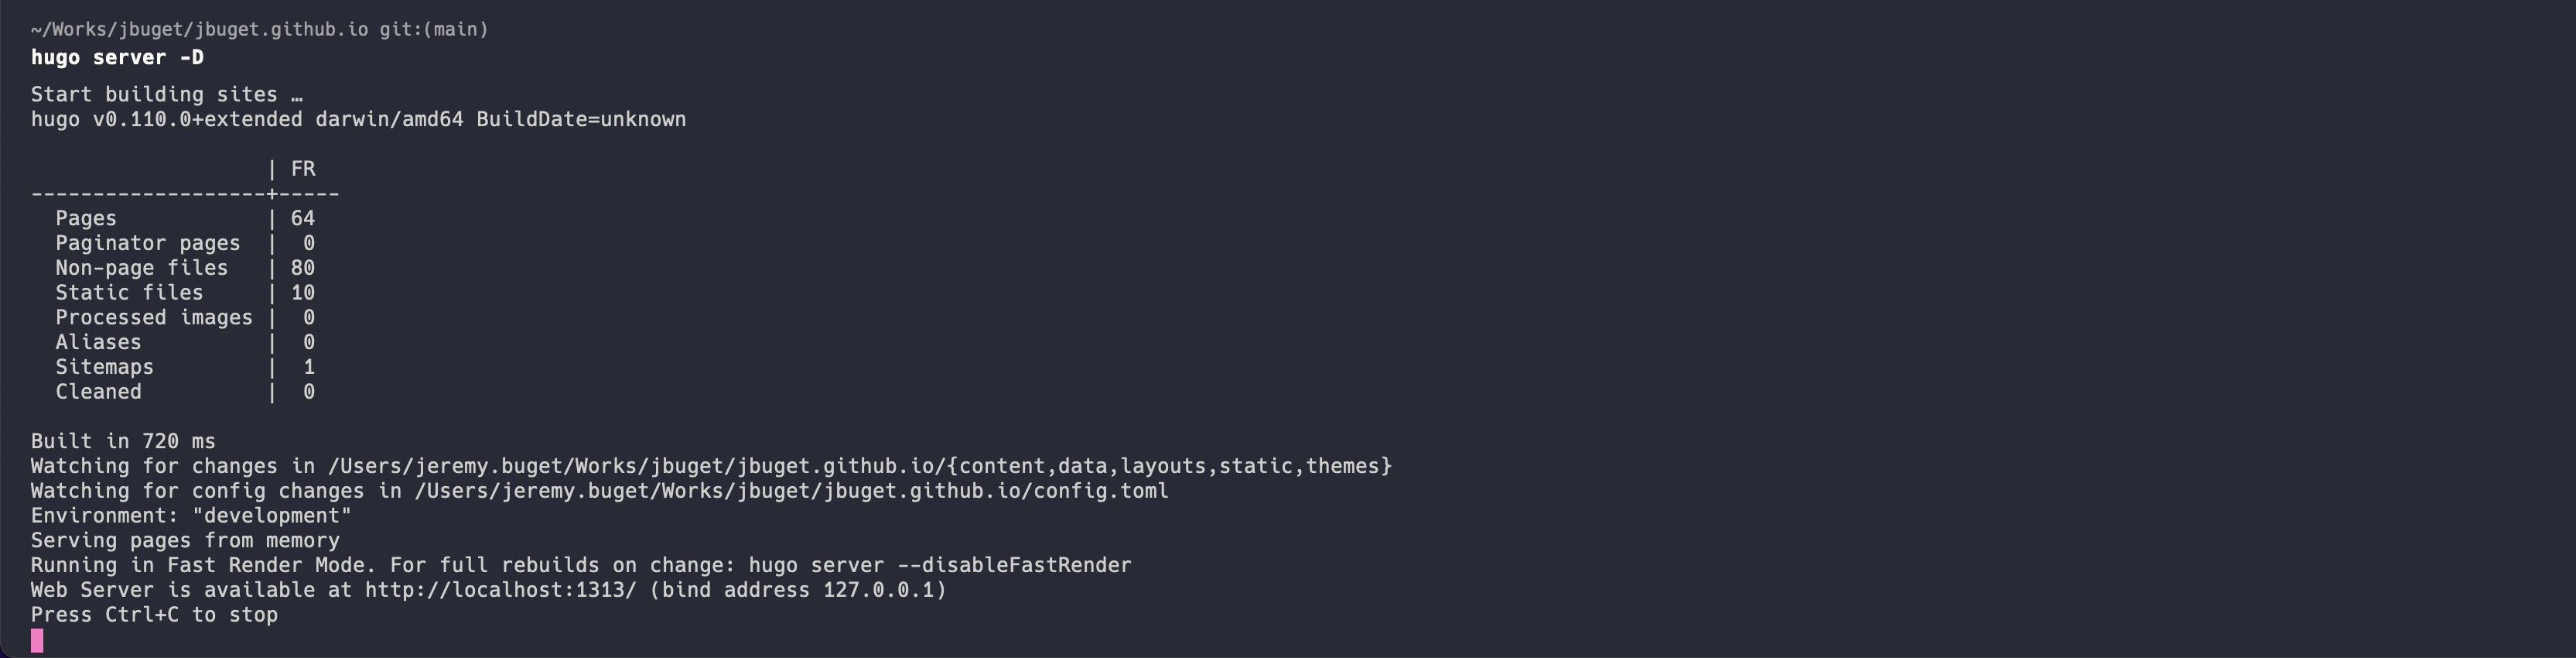 ~/Works/jbuget/jbuget.github.io git:(main)
hugo server -D
Start building sites …
hugo v0.110.0+extended darwin/amd64 BuildDate=unknown
                   | FR
-------------------+-----
  Pages            | 64
  Paginator pages  |  0
  Non-page files   | 80
  Static files     | 10
  Processed images |  0
  Aliases          |  0
  Sitemaps         |  1
  Cleaned          |  0
Built in 720 ms
Watching for changes in /Users/jeremy.buget/Works/jbuget/jbuget.github.io/{content,data,layouts,static,themes}
Watching for config changes in /Users/jeremy.buget/Works/jbuget/jbuget.github.io/config.toml
Environment: "development"
Serving pages from memory
Running in Fast Render Mode. For full rebuilds on change: hugo server --disableFastRender
Web Server is available at http://localhost:1313/ (bind address 127.0.0.1)
Press Ctrl+C to stop